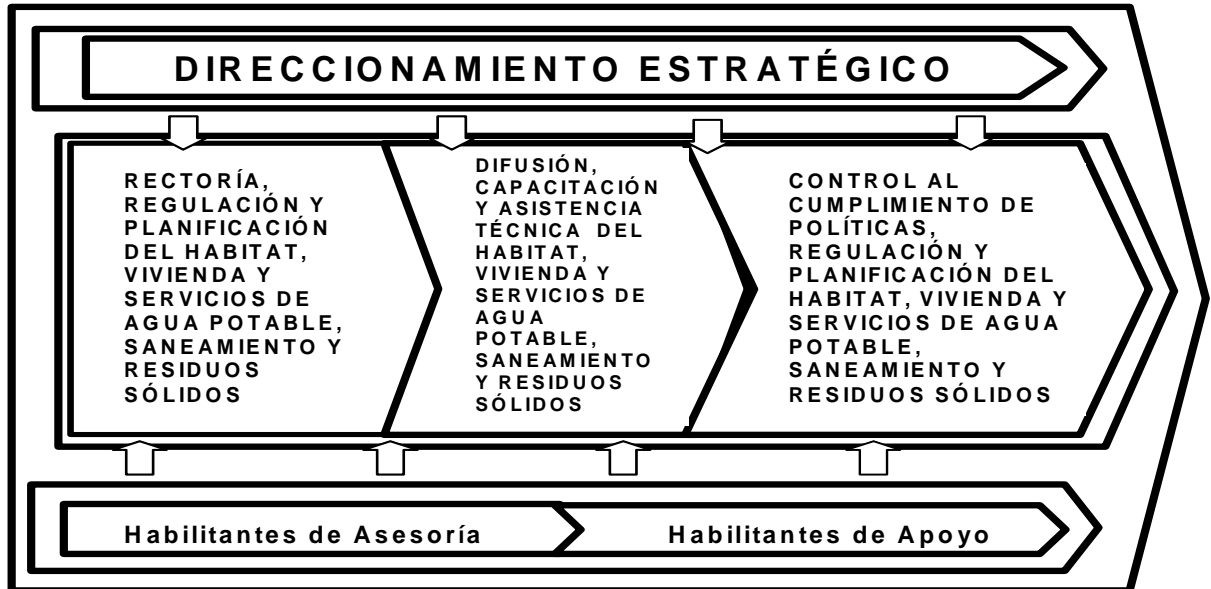 DIRECCIONAMIENTO ESTRATÉGICO
RECTORÍA,
REGULACIÓN Y
PLANIFICACIÓN
DEL HABITAT,
VIVIENDA Y
SERVICIOS DE
AGUA POTABLE,
SANEAMIENTO Y
RESIDUOS
SÓLIDOS
DIFUSIÓN,
CAPACITACIÓN
Y ASISTENCIA
TÉCNICA DEL
HABITAT,
VIVIENDA Y
SERVICIOS DE
AGUA
POTABLE,
SANEAMIENTO
Y RESIDUOS
SÓLIDOS
CONTROL AL
CUMPLIMIENTO DE
POLÍTICAS,
REGULACIÓN Y
PLANIFICACIÓN DEL
HABITAT, VIVIENDA Y
SERVICIOS DE AGUA
POTABLE,
SANEAMIENTO Y
RESIDUOS SÓLIDOS
Habilitantes de Asesoría
Habilitantes de Apoyo